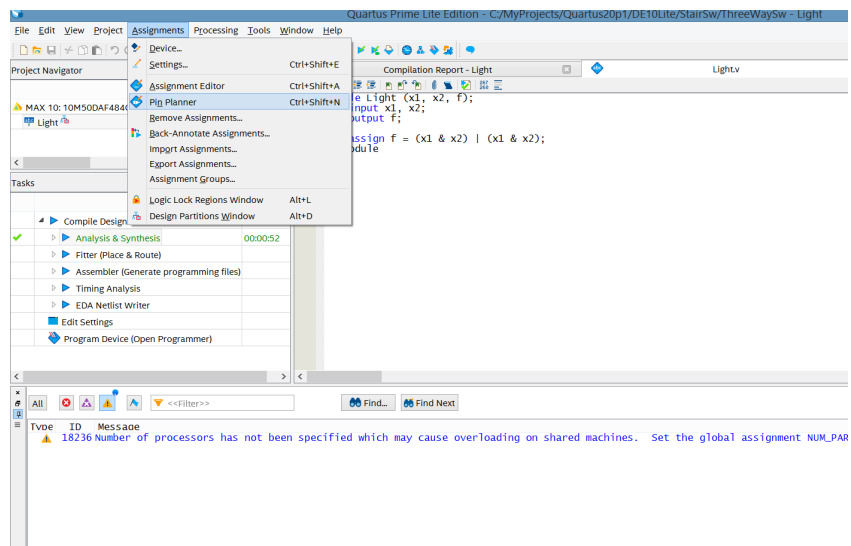 Quartus Prime Lite Edition - C:/MyProjects/Quartus20p1/DE10Lite/StairSw/ThreeWaySw - Light
File Edit View Project Assignments Processing Tools Window Help
Device...
Settings... Ctrl+Shift+E
Assignment Editor Ctrl+Shift+A
Pin Planner Ctrl+Shift+N
Remove Assignments...
Back-Annotate Assignments...
Import Assignments...
Export Assignments...
Assignment Groups...
Logic Lock Regions Window Alt+L
Design Partitions Window Alt+D
Project Navigator
MAX 10: 10M50DAF484
Light
Compilation Report - Light
Light.v
le Light (x1, x2, f);
input x1, x2;
output f;
assign f = (x1 & x2) | (x1 & x2);
odule
Tasks
Compile Design
Analysis & Synthesis 00:00:52
Fitter (Place & Route)
Assembler (Generate programming files)
Timing Analysis
EDA Netlist Writer
Edit Settings
Program Device (Open Programmer)
All <<Filter>> Find... Find Next
Type ID Message
18236 Number of processors has not been specified which may cause overloading on shared machines. Set the global assignment NUM_PAR